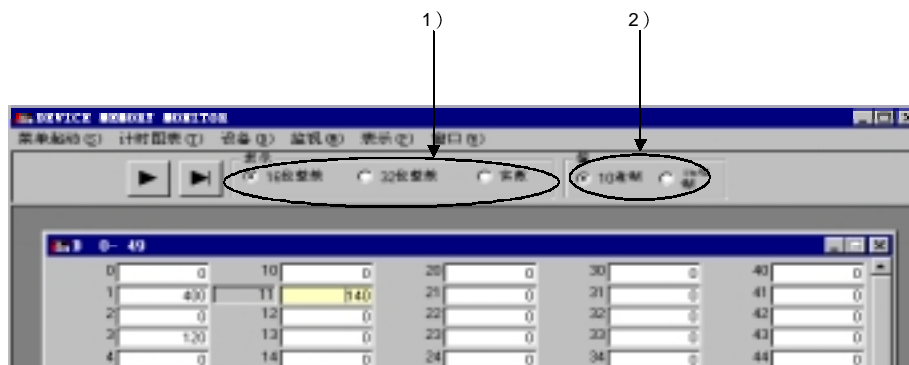 1） 2）
DEVICE MEMORY MONITOR
菜单起动(S) 计时图表(T) 设备(D) 监视(M) 表示(P) 窗口(W)
表示 值
16位整数 32位整数 实数 10进制
D 0- 49
0 0 10 0 20 0 30 0 40 0
1 400 11 140 21 0 31 0 41 0
2 0 12 0 22 0 32 0 42 0
3 120 13 0 23 0 33 0 43 0
4 0 14 0 24 0 34 0 44 0